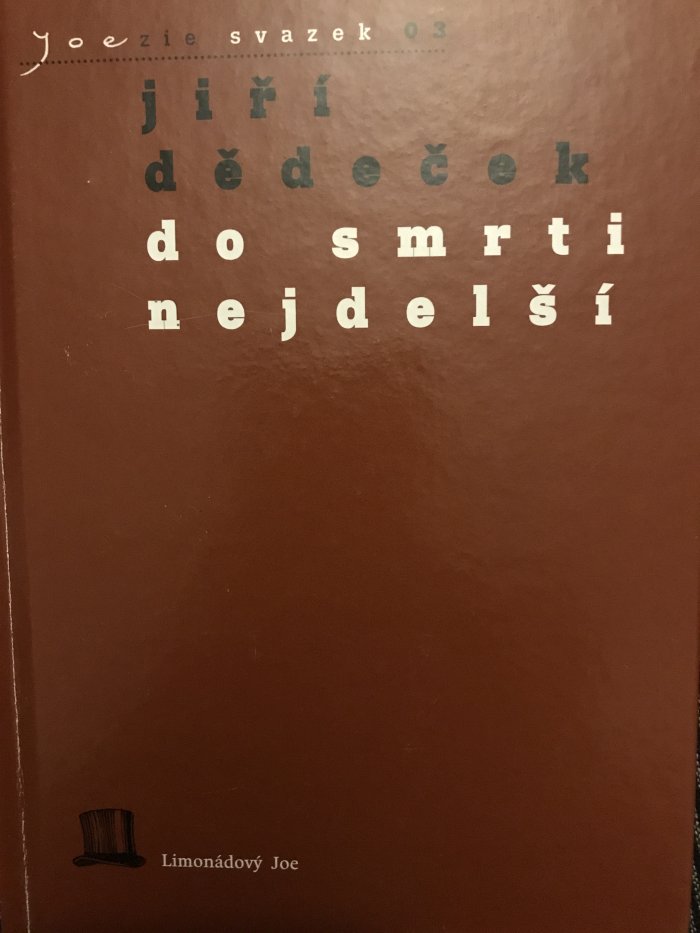 Joezie svazek 03
jiří
dědeček
do smrti
nejdelší
Limonádový Joe